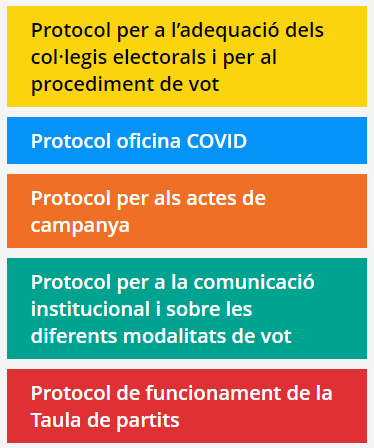 Protocol per a l’adequació dels
col·legis electorals i per al
procediment de vot
Protocol oficina COVID
Protocol per als actes de
campanya
Protocol per a la comunicació
institucional i sobre les
diferents modalitats de vot
Protocol de funcionament de la
Taula de partits